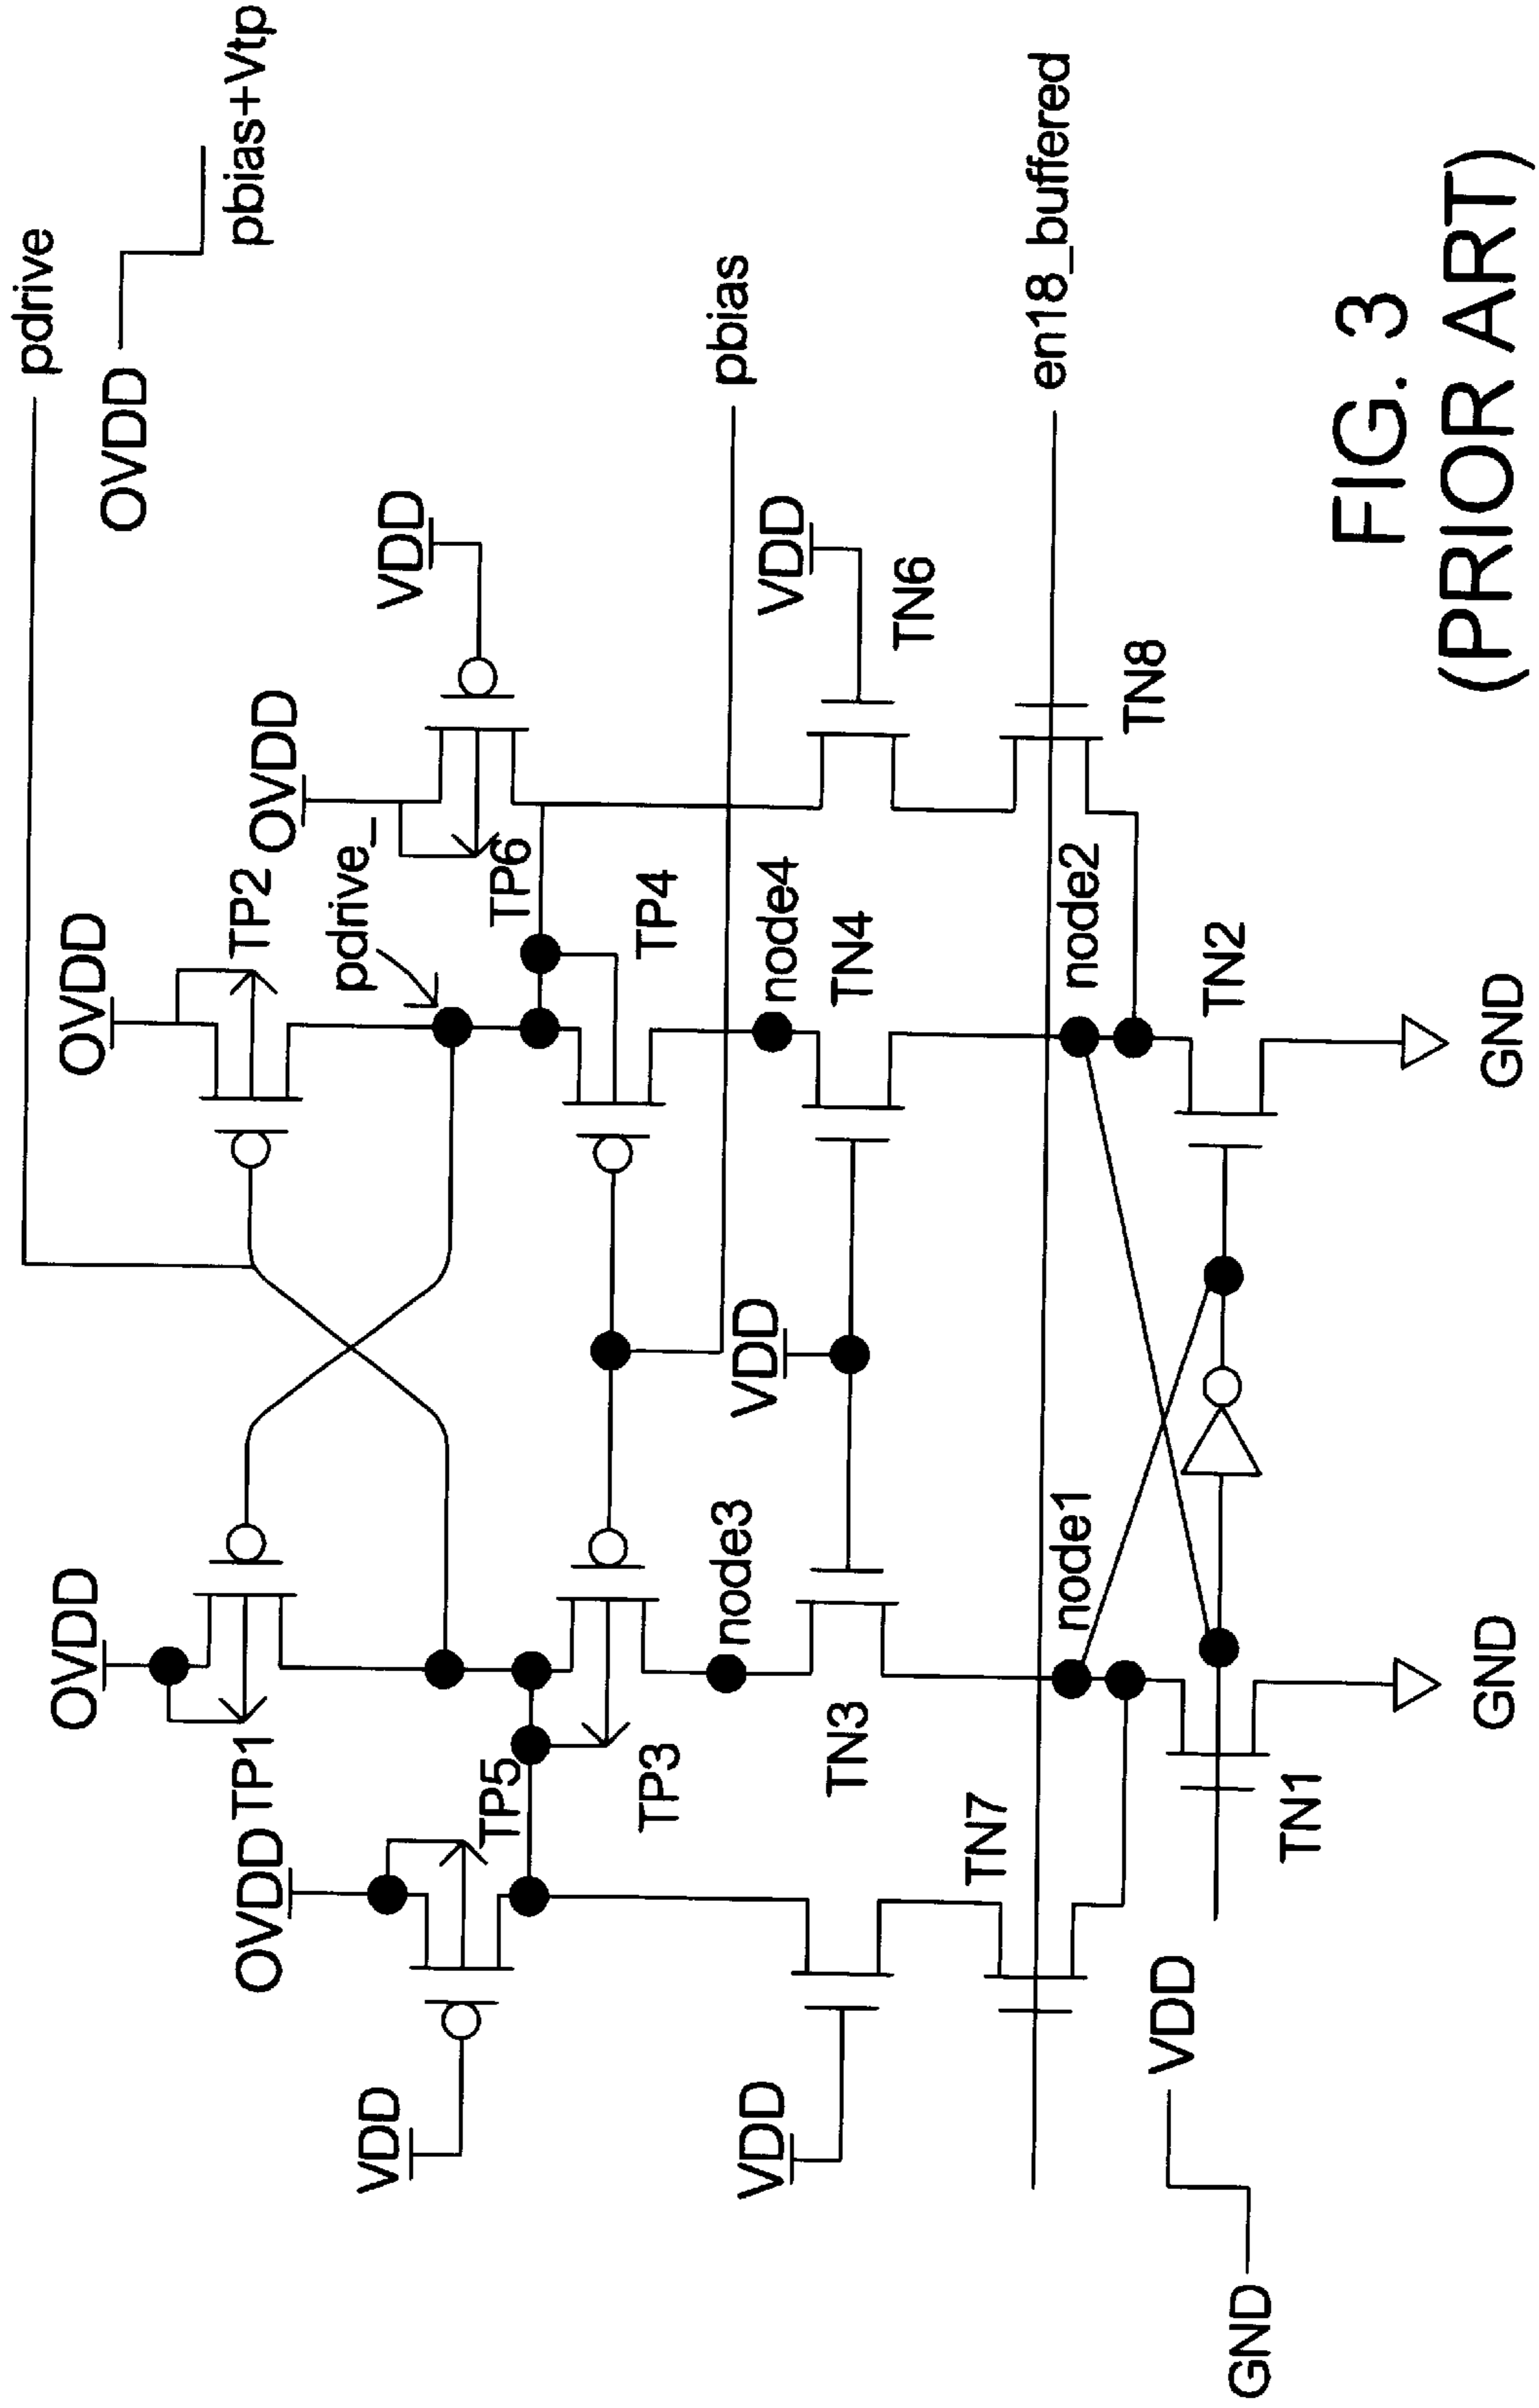 pdrive
OVDD
pbias+Vtp
OVDD
OVDD
TP1
TP2
OVDD
OVDD
pdrive_
VDD
VDD
TP5
TP6
TP3
TP4
pbias
node3
node4
VDD
VDD
VDD
TN3
TN4
TN6
TN7
node1
node2
en18_buffered
TN8
VDD
GND
TN1
TN2
GND
GND
FIG. 3
(PRIOR ART)